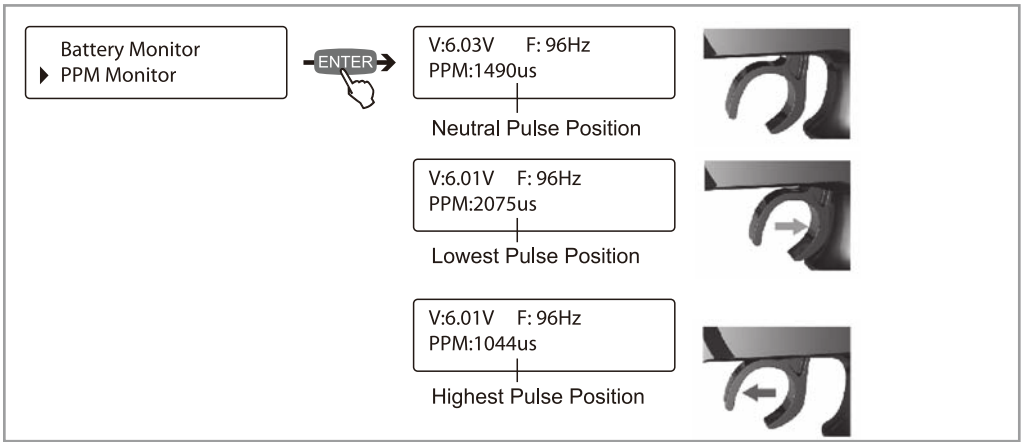 Battery Monitor
PPM Monitor
ENTER
V:6.03V F: 96Hz
PPM:1490us
Neutral Pulse Position
V:6.01V F: 96Hz
PPM:2075us
Lowest Pulse Position
V:6.01V F: 96Hz
PPM:1044us
Highest Pulse Position